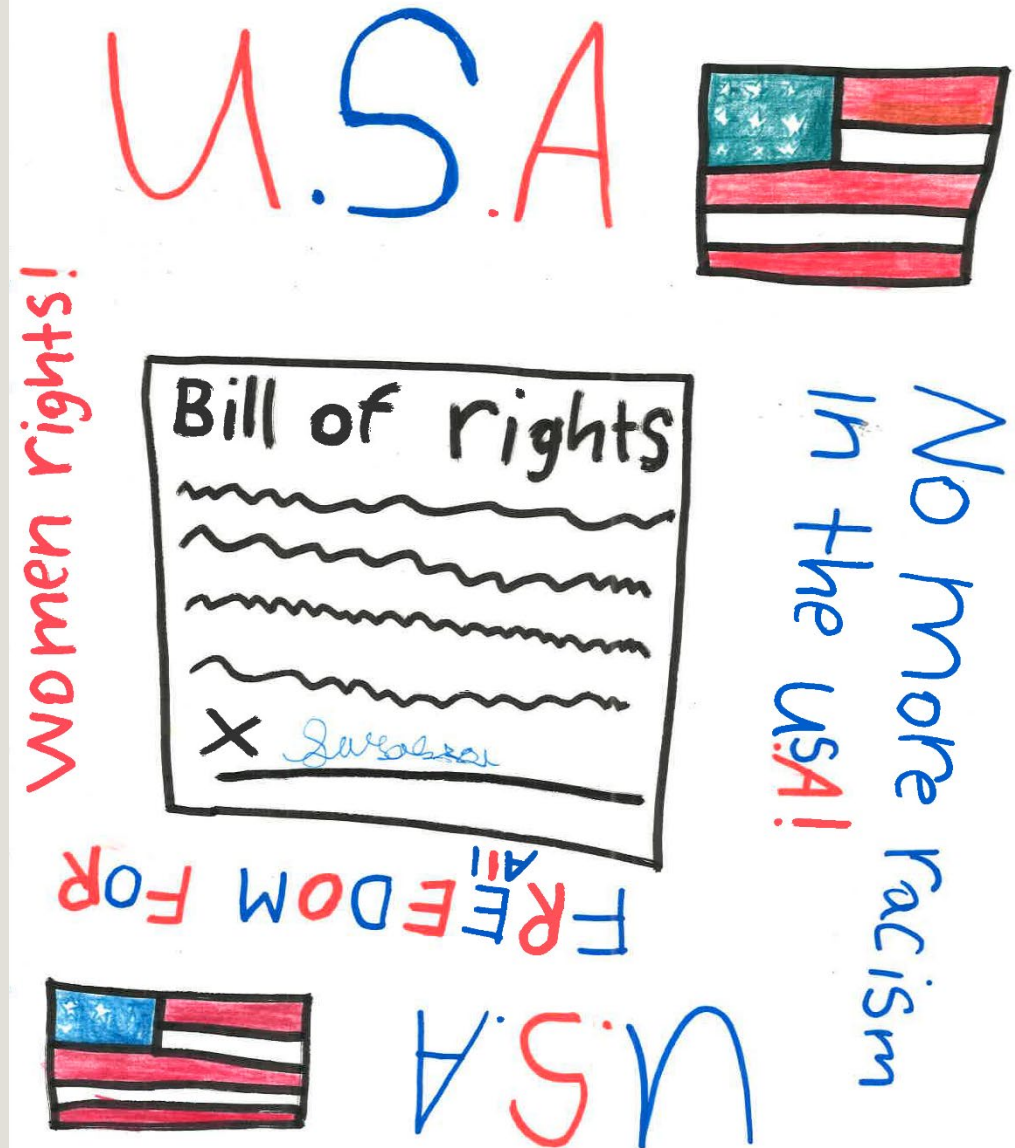 U.S.A
Women rights!
Bill of rights
X
No more racism
In the USA!
FREEDOM FOR
All
U.S.A